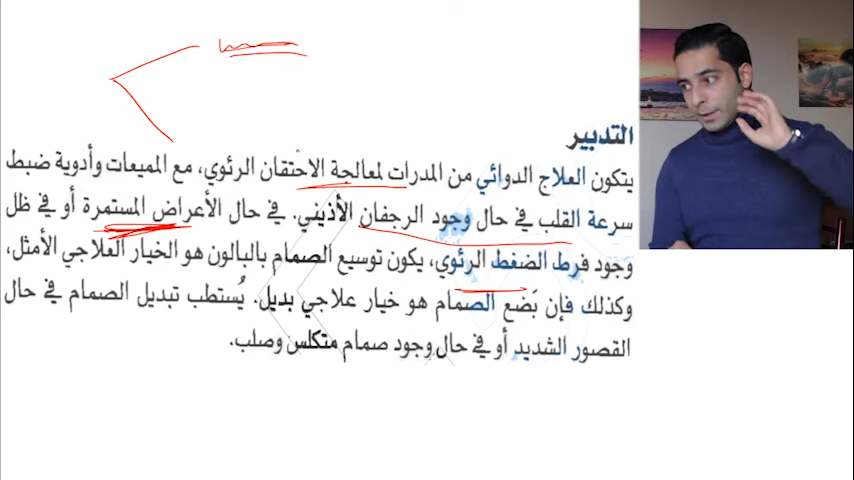 التدبير
يتكون العلاج الدوائي من المدرات لمعالجة الاحتقان الرئوي، مع المميعات وأدوية ضبط
سرعة القلب في حال وجود الرجفان الأذيني. في حال الأعراض المستمرة أو في ظل
وجود فرط الضغط الرئوي، يكون توسيع الصمام بالبالون هو الخيار العلاجي الأمثل،
وكذلك فإن بَضع الصمام هو خيار علاجي بديل. يُستطب تبديل الصمام في حال
القصور الشديد أو في حال وجود صمام متكلس وصلب.